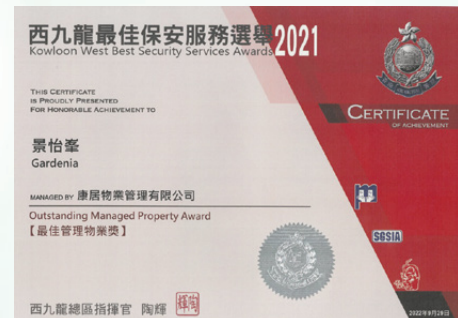 西九龍最佳保安服務選舉2021
Kowloon West Best Security Services Awards
THIS CERTIFICATE
IS PROUDLY PRESENTED
FOR HONORABLE ACHIEVEMENT TO
CERTIFICATE
OF ACHIEVEMENT
景怡峯
Gardenia
MANAGED BY 康居物業管理有限公司
Outstanding Managed Property Award
【最佳管理物業獎】
SGSIA
西九龍總區指揮官 陶輝